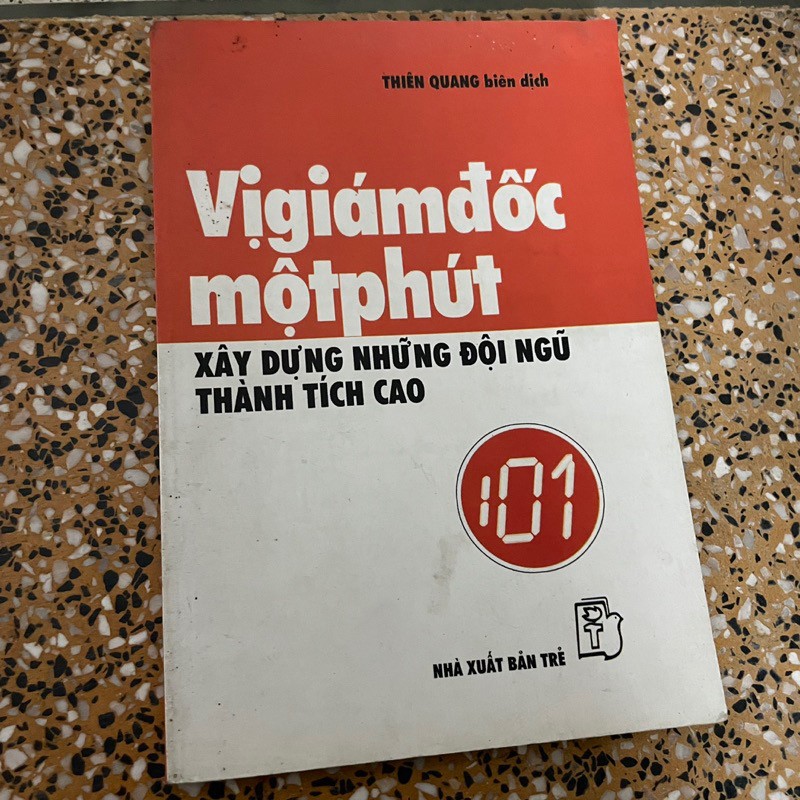 THIÊN QUANG biên dịch
Vị giám đốc
một phút
XÂY DỰNG NHỮNG ĐỘI NGŨ
THÀNH TÍCH CAO
101
NHÀ XUẤT BẢN TRẺ